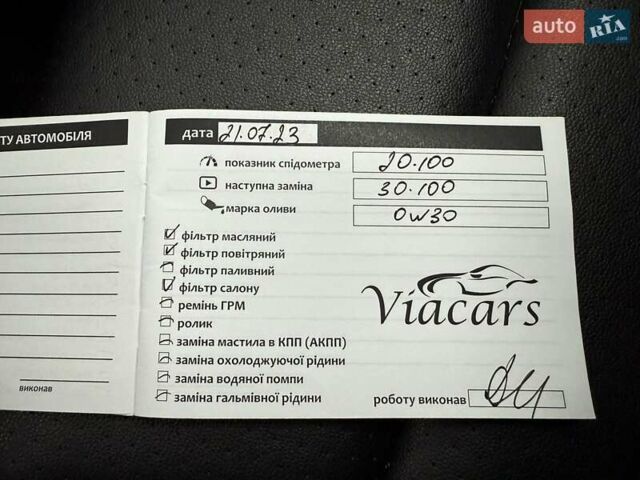 auto RIA.com
ТУ АВТОМОБІЛЯ
дата 21.07.23
показник спідометра 20.100
наступна заміна 30.100
марка оливи 0w30
фільтр масляний
фільтр повітряний
фільтр паливний
фільтр салону
ремінь ГРМ
ролик
заміна мастила в КПП (АКПП)
заміна охолоджуючої рідини
заміна водяної помпи
заміна гальмівної рідини
Viacars
роботу виконав
виконав